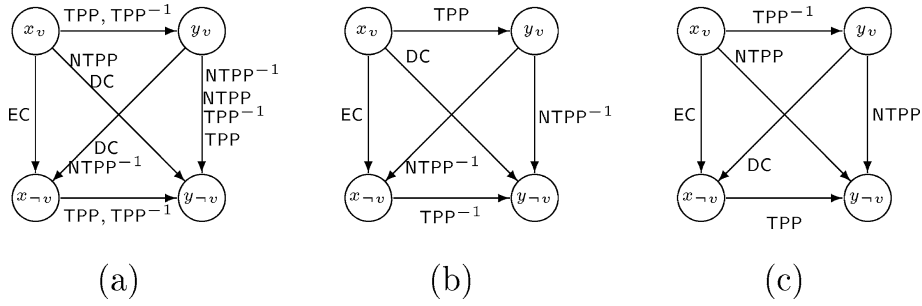 TPP, TPP⁻¹
x_v
y_v
NTPP
DC
NTPP⁻¹
NTPP
TPP⁻¹
TPP
EC
DC
NTPP⁻¹
x_¬v
y_¬v
TPP, TPP⁻¹
(a)
TPP
x_v
y_v
DC
EC
NTPP⁻¹
NTPP⁻¹
x_¬v
y_¬v
TPP⁻¹
(b)
TPP⁻¹
x_v
y_v
NTPP
EC
NTPP
DC
x_¬v
y_¬v
TPP
(c)